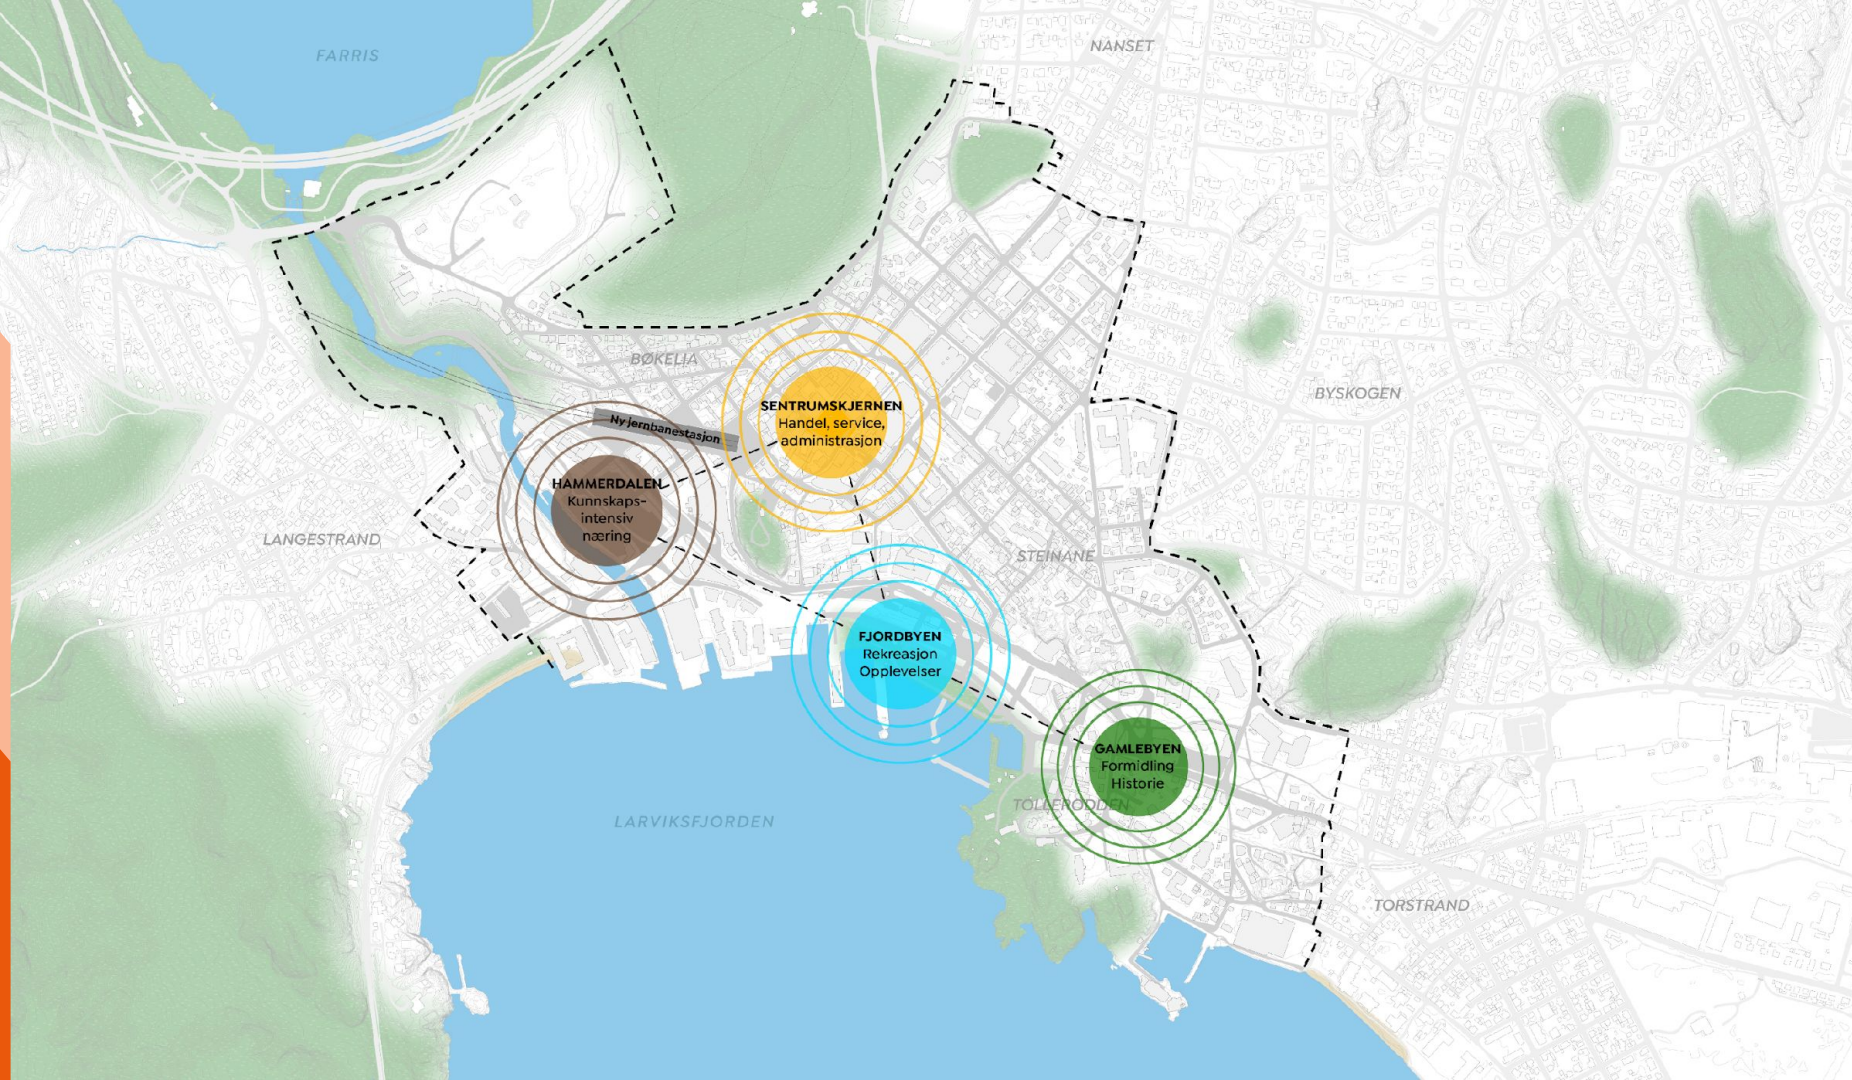 FARRIS
NANSET
BØKELIA
BYSKOGEN
SENTRUMSKJERNEN
Handel, service,
administrasjon
Ny jernbanestasjon
HAMMERDALEN
Kunnskaps-
intensiv
næring
LANGESTRAND
STEINANE
FJORDBYEN
Rekreasjon
Opplevelser
GAMLEBYEN
Formidling
Historie
TOLLERODDEN
LARVIKSFJORDEN
TORSTRAND